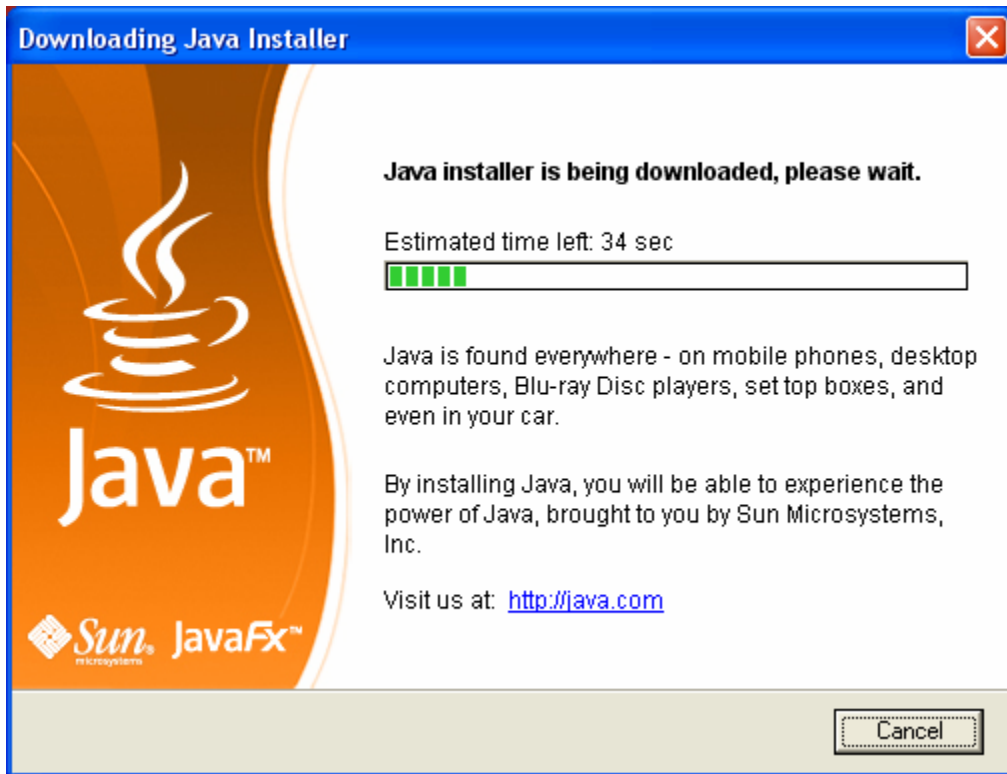 Downloading Java Installer
Java installer is being downloaded, please wait.
Estimated time left: 34 sec
Java is found everywhere - on mobile phones, desktop
computers, Blu-ray Disc players, set top boxes, and
even in your car.
By installing Java, you will be able to experience the
power of Java, brought to you by Sun Microsystems,
Inc.
Visit us at: http://java.com
Java™
Sun® JavaFX™
microsystems
Cancel